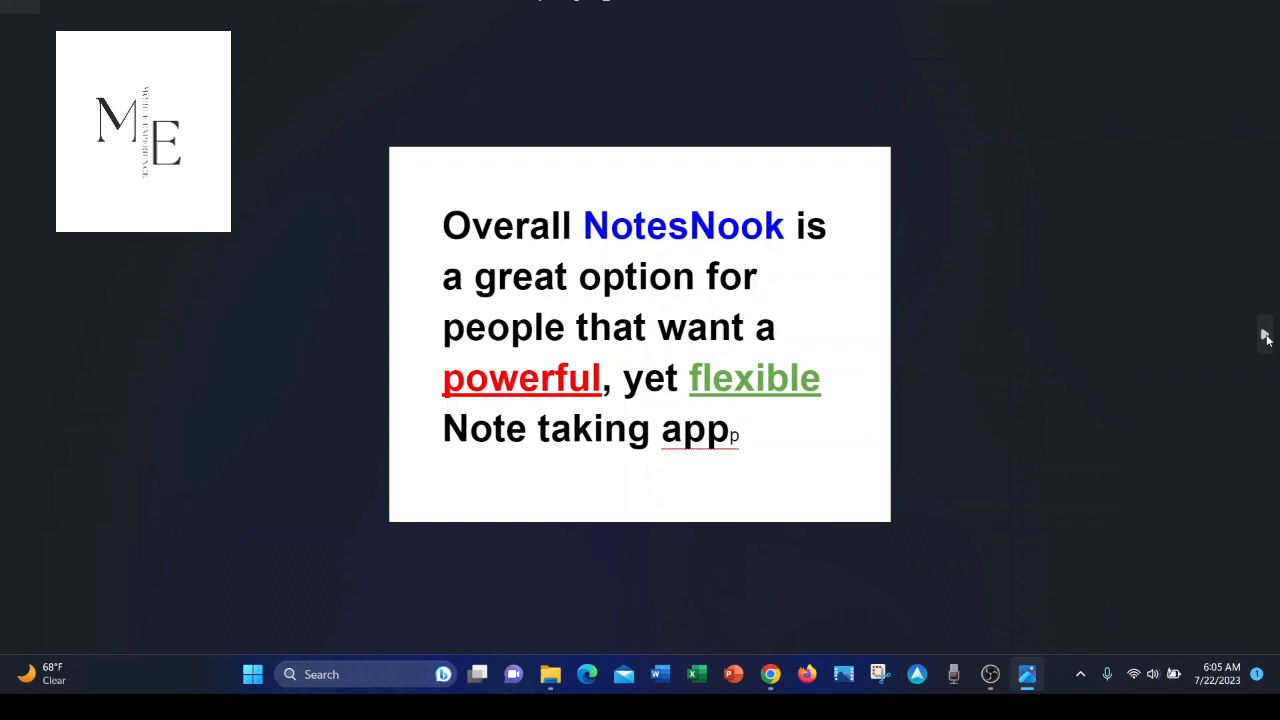 M
E
Overall NotesNook is
a great option for
people that want a
powerful, yet flexible
Note taking appp
68°F
Clear
Search
6:05 AM
7/22/2023
1